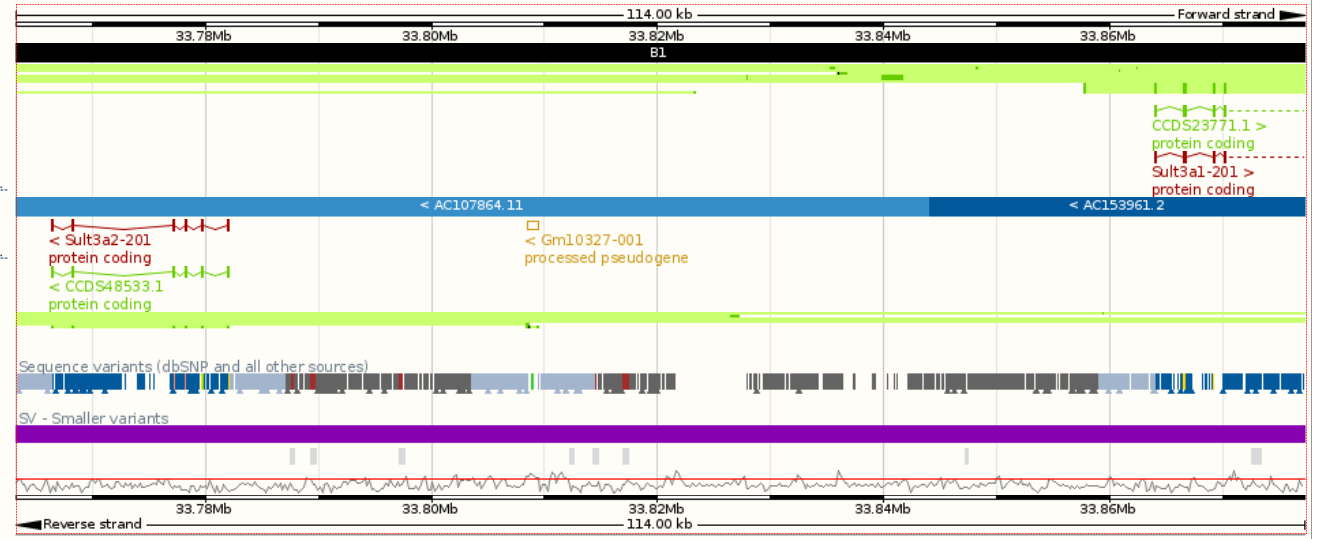 114.00 kb
Forward strand
33.78Mb 33.80Mb 33.82Mb 33.84Mb 33.86Mb
B1
CCDS23771.1 >
protein coding
Sult3a1-201 >
protein coding
< AC107864.11 < AC153961.2
< Sult3a2-201
protein coding
< Gm10327-001
processed pseudogene
< CCDS48533.1
protein coding
Sequence variants (dbSNP and all other sources)
SV - Smaller variants
33.78Mb 33.80Mb 33.82Mb 33.84Mb 33.86Mb
Reverse strand
114.00 kb